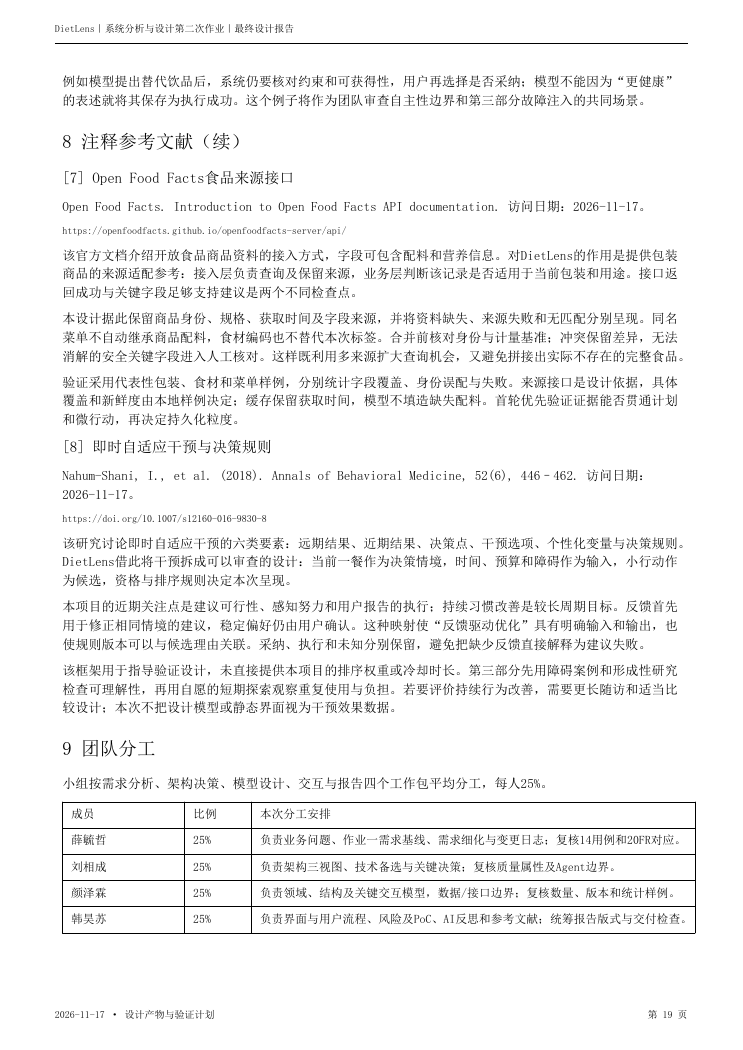 DietLens｜系统分析与设计第二次作业｜最终设计报告
例如模型提出替代饮品后，系统仍要核对约束和可获得性，用户再选择是否采纳；模型不能因为“更健康”
的表述就将其保存为执行成功。这个例子将作为团队审查自主性边界和第三部分故障注入的共同场景。
8 注释参考文献（续）
[7] Open Food Facts食品来源接口
Open Food Facts. Introduction to Open Food Facts API documentation. 访问日期：2026-11-17。
https://openfoodfacts.github.io/openfoodfacts-server/api/
该官方文档介绍开放食品商品资料的接入方式，字段可包含配料和营养信息。对DietLens的作用是提供包装
商品的来源适配参考：接入层负责查询及保留来源，业务层判断该记录是否适用于当前包装和用途。接口返
回成功与关键字段足够支持建议是两个不同检查点。
本设计据此保留商品身份、规格、获取时间及字段来源，并将资料缺失、来源失败和无匹配分别呈现。同名
菜单不自动继承商品配料，食材编码也不替代本次标签。合并前核对身份与计量基准；冲突保留差异，无法
消解的安全关键字段进入人工核对。这样既利用多来源扩大查询机会，又避免拼接出实际不存在的完整食品。
验证采用代表性包装、食材和菜单样例，分别统计字段覆盖、身份误配与失败。来源接口是设计依据，具体
覆盖和新鲜度由本地样例决定；缓存保留获取时间，模型不填造缺失配料。首轮优先验证证据能否贯通计划
和微行动，再决定持久化粒度。
[8] 即时自适应干预与决策规则
Nahum-Shani, I., et al. (2018). Annals of Behavioral Medicine, 52(6), 446–462. 访问日期：
2026-11-17。
https://doi.org/10.1007/s12160-016-9830-8
该研究讨论即时自适应干预的六类要素：远期结果、近期结果、决策点、干预选项、个性化变量与决策规则。
DietLens借此将干预拆成可以审查的设计：当前一餐作为决策情境，时间、预算和障碍作为输入，小行动作
为候选，资格与排序规则决定本次呈现。
本项目的近期关注点是建议可行性、感知努力和用户报告的执行；持续习惯改善是较长周期目标。反馈首先
用于修正相同情境的建议，稳定偏好仍由用户确认。这种映射使“反馈驱动优化”具有明确输入和输出，也
使规则版本可以与候选理由关联。采纳、执行和未知分别保留，避免把缺少反馈直接解释为建议失败。
该框架用于指导验证设计，未直接提供本项目的排序权重或冷却时长。第三部分先用障碍案例和形成性研究
检查可理解性，再用自愿的短期探索观察重复使用与负担。若要评价持续行为改善，需要更长随访和适当比
较设计；本次不把设计模型或静态界面视为干预效果数据。
9 团队分工
小组按需求分析、架构决策、模型设计、交互与报告四个工作包平均分工，每人25%。
成员 比例 本次分工安排
薛毓哲 25% 负责业务问题、作业一需求基线、需求细化与变更日志；复核14用例和20FR对应。
刘相成 25% 负责架构三视图、技术备选与关键决策；复核质量属性及Agent边界。
颜泽霖 25% 负责领域、结构及关键交互模型，数据/接口边界；复核数量、版本和统计样例。
韩昊苏 25% 负责界面与用户流程、风险及PoC、AI反思和参考文献；统筹报告版式与交付检查。
2026-11-17 • 设计产物与验证计划
第 19 页